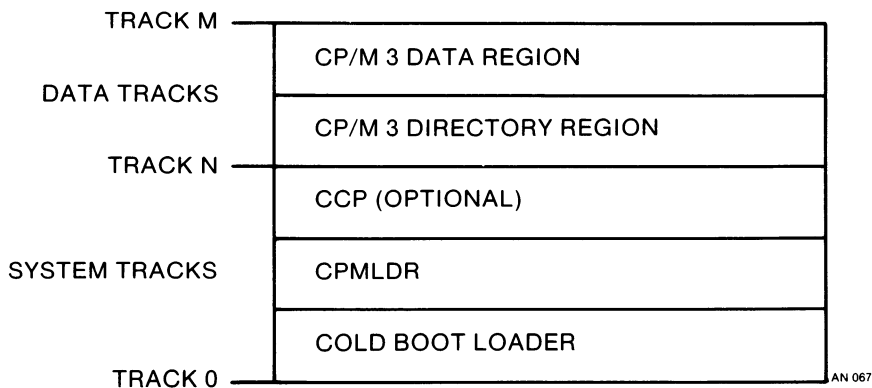 TRACK M
CP/M 3 DATA REGION
DATA TRACKS
CP/M 3 DIRECTORY REGION
TRACK N
CCP (OPTIONAL)
SYSTEM TRACKS
CPMLDR
COLD BOOT LOADER
TRACK 0
AN 067